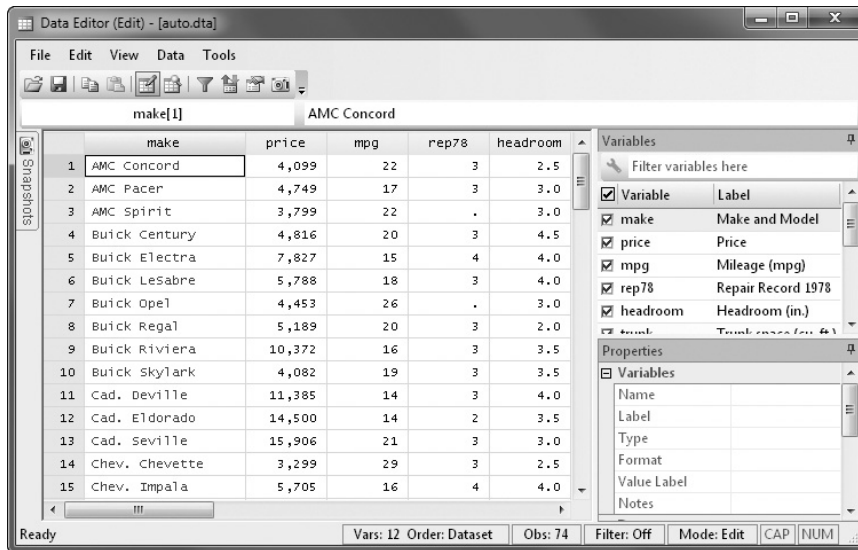 Data Editor (Edit) - [auto.dta]
File Edit View Data Tools
make[1] AMC Concord
Snapshots
make price mpg rep78 headroom
1 AMC Concord 4,099 22 3 2.5
2 AMC Pacer 4,749 17 3 3.0
3 AMC Spirit 3,799 22 . 3.0
4 Buick Century 4,816 20 3 4.5
5 Buick Electra 7,827 15 4 4.0
6 Buick LeSabre 5,788 18 3 4.0
7 Buick Opel 4,453 26 . 3.0
8 Buick Regal 5,189 20 3 2.0
9 Buick Riviera 10,372 16 3 3.5
10 Buick Skylark 4,082 19 3 3.5
11 Cad. Deville 11,385 14 3 4.0
12 Cad. Eldorado 14,500 14 2 3.5
13 Cad. Seville 15,906 21 3 3.0
14 Chev. Chevette 3,299 29 3 2.5
15 Chev. Impala 5,705 16 4 4.0
Variables
Filter variables here
Variable Label
make Make and Model
price Price
mpg Mileage (mpg)
rep78 Repair Record 1978
headroom Headroom (in.)
trunk Trunk space (cu. ft.)
Properties
Variables
Name
Label
Type
Format
Value Label
Notes
Ready Vars: 12 Order: Dataset Obs: 74 Filter: Off Mode: Edit CAP NUM